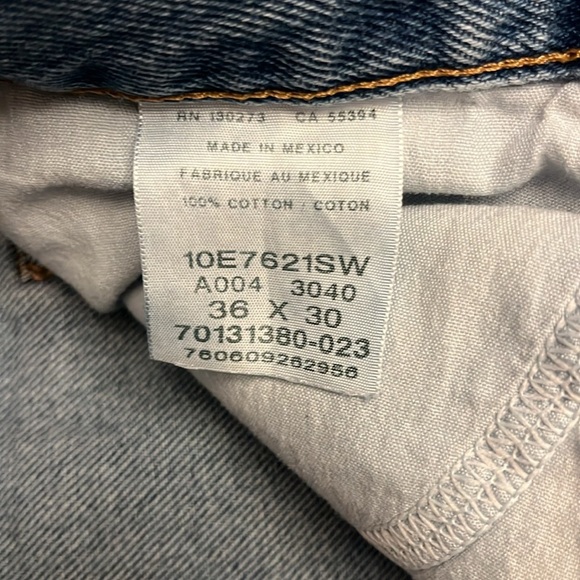 RN 130273 CA 55394
MADE IN MEXICO
FABRIQUE AU MEXIQUE
100% COTTON / COTON
10E7621SW
A004 3040
36 X 30
70131380-023
760609262956